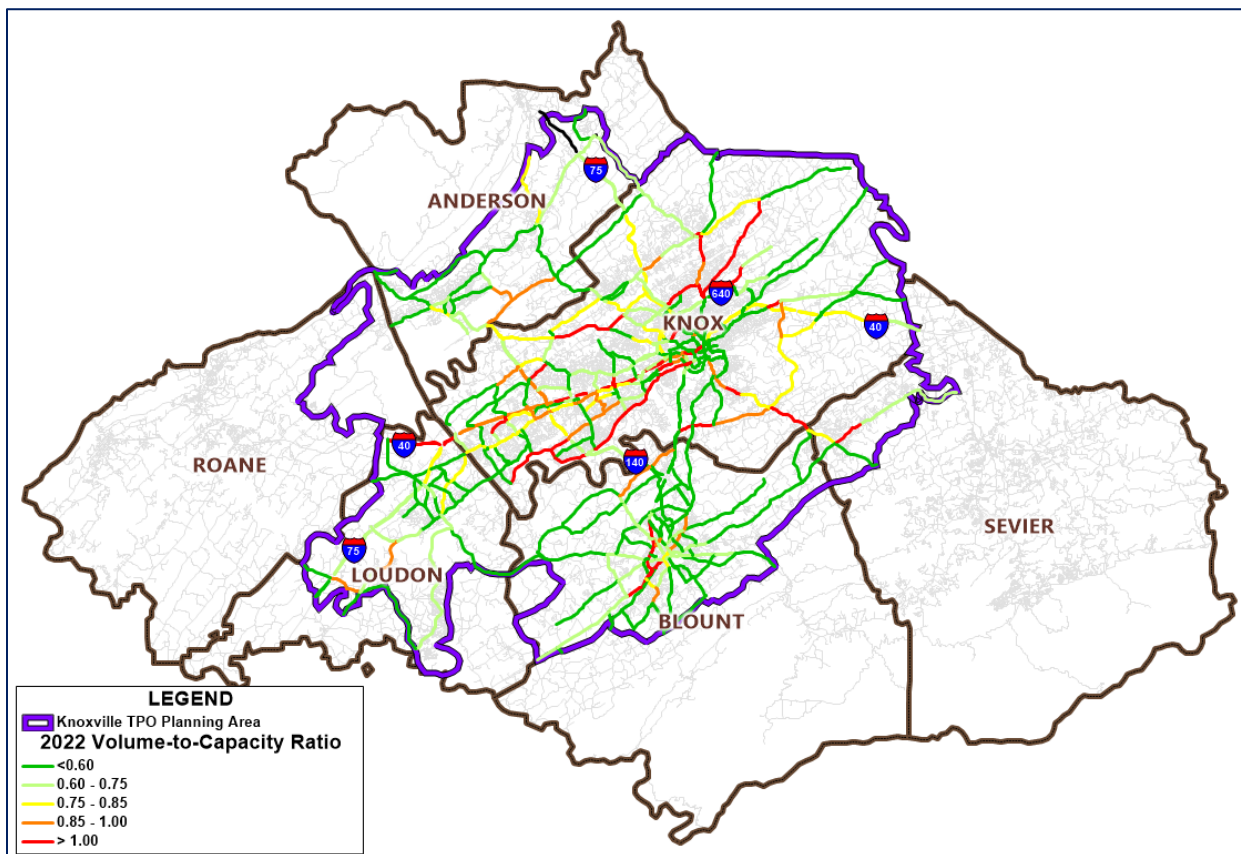 75
ANDERSON
640
KNOX
40
40
140
ROANE
SEVIER
75
LOUDON
BLOUNT
LEGEND
Knoxville TPO Planning Area
2022 Volume-to-Capacity Ratio
<0.60
0.60 - 0.75
0.75 - 0.85
0.85 - 1.00
> 1.00